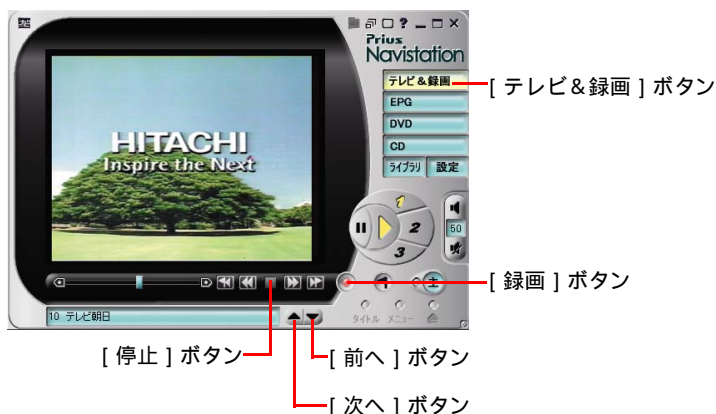 Prius
Navistation
テレビ&録画
EPG
DVD
CD
ライブラリ 設定
HITACHI
Inspire the Next
1
2
3
50
タイトル メニュー
10 テレビ朝日
[ テレビ&録画 ] ボタン
[ 録画 ] ボタン
[ 停止 ] ボタン
[ 前へ ] ボタン
[ 次へ ] ボタン